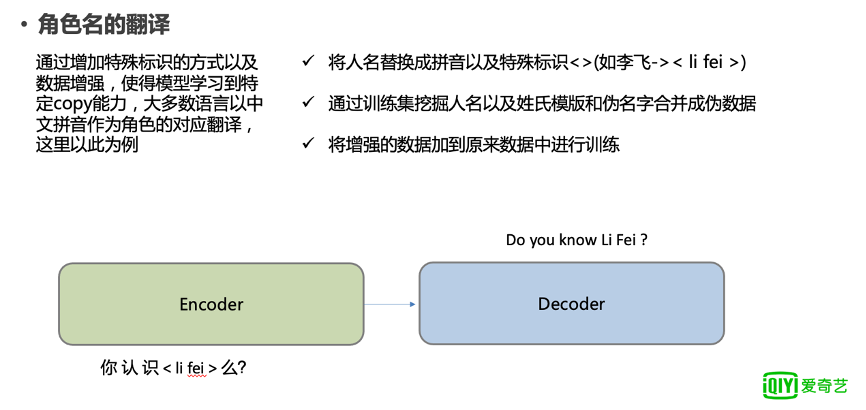 • 角色名的翻译
通过增加特殊标识的方式以及
数据增强，使得模型学习到特
定copy能力，大多数语言以中
文拼音作为角色的对应翻译，
这里以此为例
✓ 将人名替换成拼音以及特殊标识<>(如李飞->< li fei >)
✓ 通过训练集挖掘人名以及姓氏模版和伪名字合并成伪数据
✓ 将增强的数据加到原来数据中进行训练
Do you know Li Fei ?
Encoder
Decoder
你 认 识 < li fei > 么?
iQIYI 爱奇艺